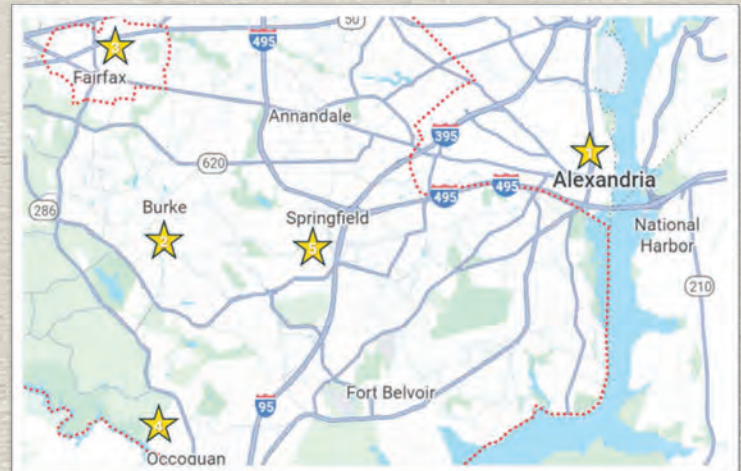 50
495
3
Fairfax
Annandale
395
620
1
Alexandria
495
495
286
Burke
Springfield
2
5
National
Harbor
210
Fort Belvoir
95
4
Occoquan